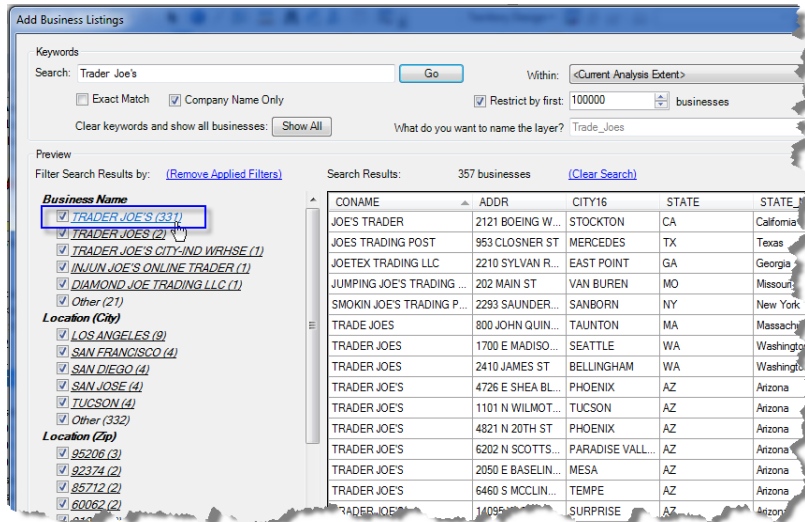 Add Business Listings
Keywords
Search: Trader Joe's Go Within: <Current Analysis Extent>
Exact Match Company Name Only Restrict by first: 100000 businesses
Clear keywords and show all businesses: Show All What do you want to name the layer? Trade_Joes
Preview
Filter Search Results by: (Remove Applied Filters) Search Results: 357 businesses (Clear Search)
Business Name
TRADER JOE'S (331)
TRADER JOES (2)
TRADER JOE'S CITY-IND WRHSE (1)
INJUN JOE'S ONLINE TRADER (1)
DIAMOND JOE TRADING LLC (1)
Other (21)
Location (City)
LOS ANGELES (9)
SAN FRANCISCO (4)
SAN DIEGO (4)
SAN JOSE (4)
TUCSON (4)
Other (332)
Location (Zip)
95206 (3)
92374 (2)
85712 (2)
60062 (2)
CONAME ADDR CITY16 STATE STATE_N
JOE'S TRADER 2121 BOEING W... STOCKTON CA California
JOES TRADING POST 953 CLOSNER ST MERCEDES TX Texas
JOETEX TRADING LLC 2210 SYLVAN R... EAST POINT GA Georgia
JUMPING JOE'S TRADING ... 202 MAIN ST VAN BUREN MO Missouri
SMOKIN JOE'S TRADING P... 2293 SAUNDER... SANBORN NY New York
TRADE JOES 800 JOHN QUIN... TAUNTON MA Massach
TRADER JOES 1700 E MADISO... SEATTLE WA Washingto
TRADER JOES 2410 JAMES ST BELLINGHAM WA Washingto
TRADER JOE'S 4726 E SHEA BL... PHOENIX AZ Arizona
TRADER JOE'S 1101 N WILMOT... TUCSON AZ Arizona
TRADER JOE'S 4821 N 20TH ST PHOENIX AZ Arizona
TRADER JOE'S 6202 N SCOTTS... PARADISE VALL... AZ Arizona
TRADER JOE'S 2050 E BASELIN... MESA AZ Arizona
TRADER JOE'S 6460 S MCCLIN... TEMPE AZ Arizona
TRADER JOE'S 14095 SURPRISE AZ Arizona